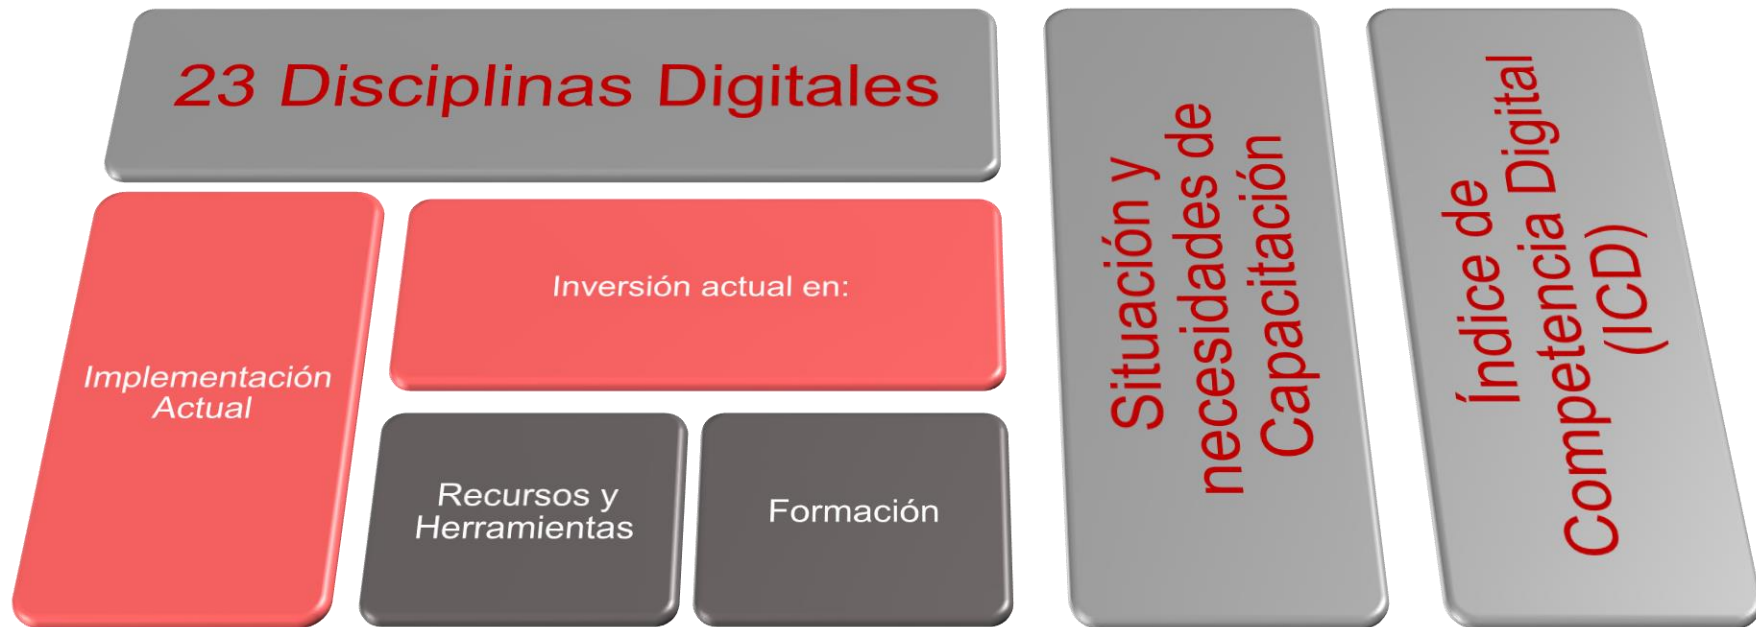 23 Disciplinas Digitales
Implementación
Actual
Inversión actual en:
Recursos y
Herramientas
Formación
Situación y
necesidades de
Capacitación
Índice de
Competencia Digital
(ICD)